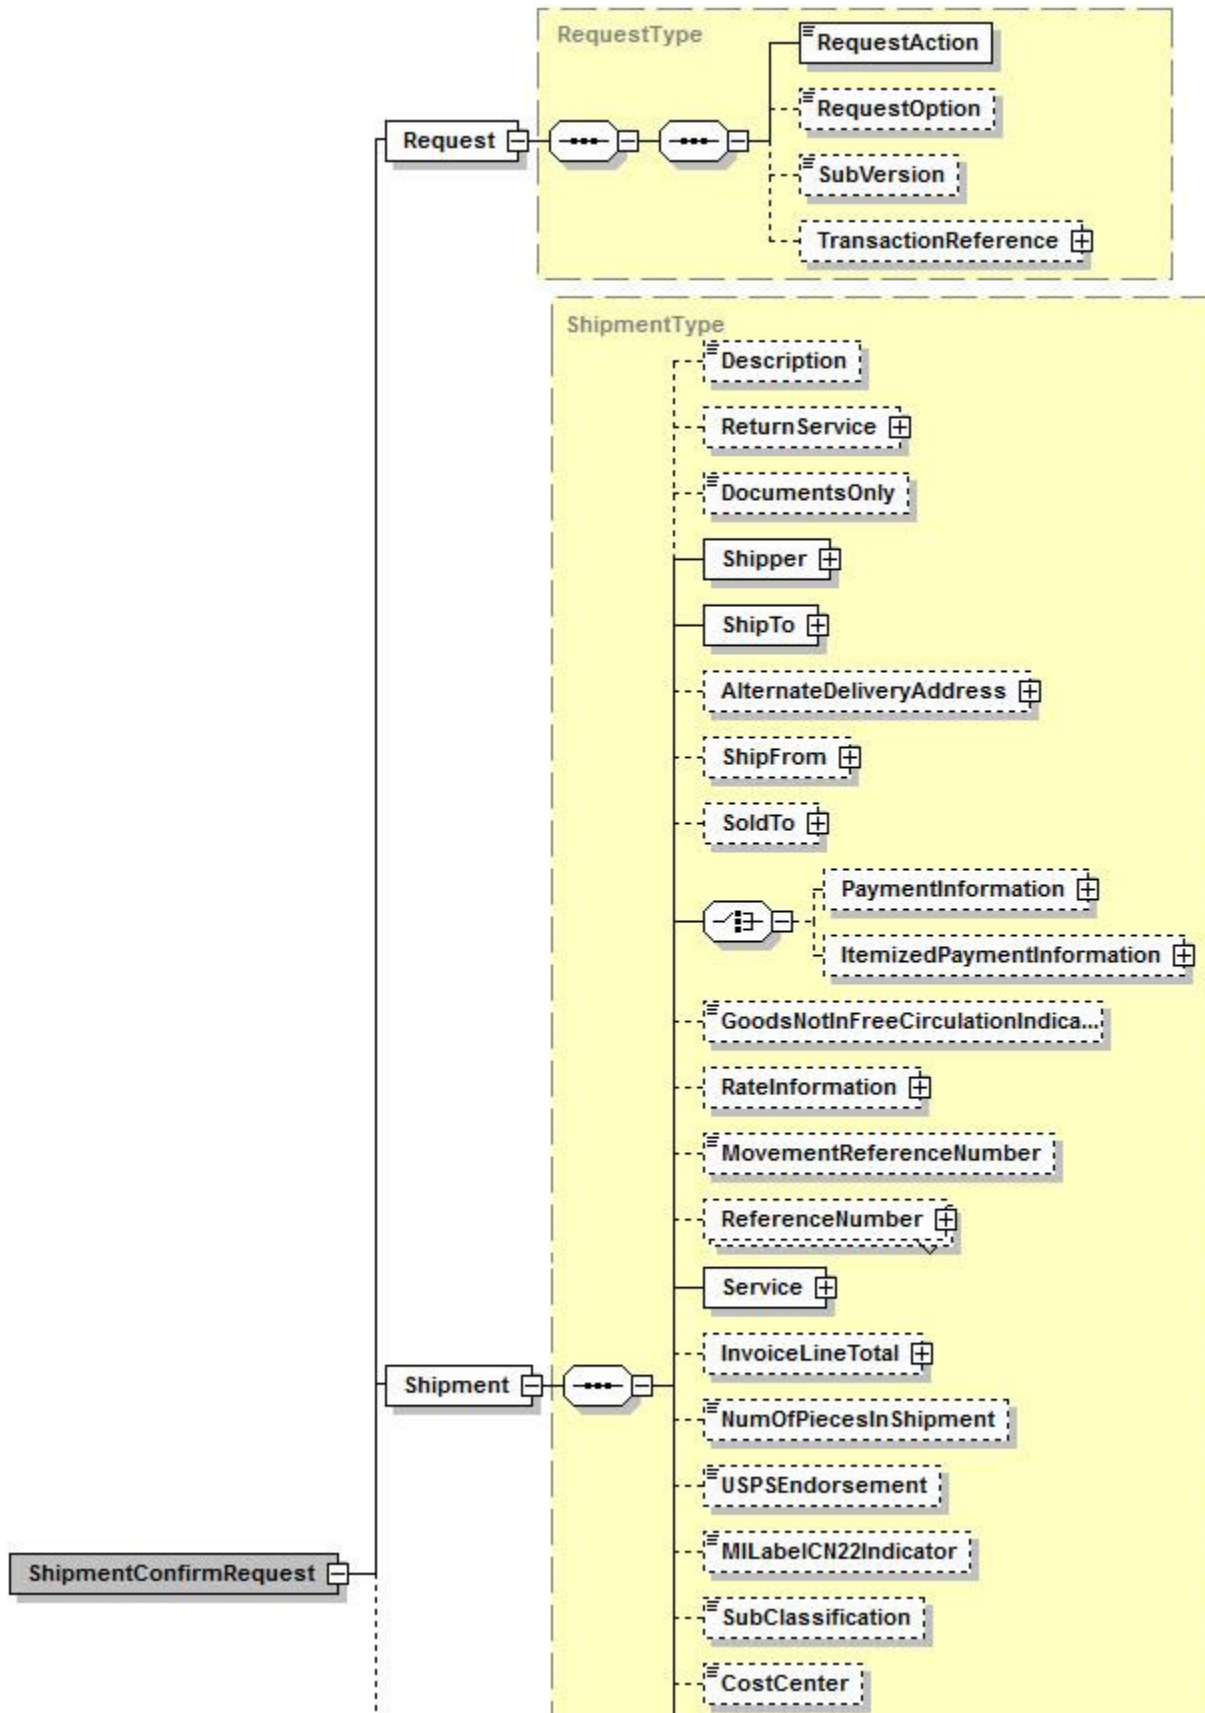 RequestType
RequestAction
RequestOption
Request
SubVersion
TransactionReference
ShipmentType
Description
ReturnService
DocumentsOnly
Shipper
ShipTo
AlternateDeliveryAddress
ShipFrom
SoldTo
PaymentInformation
ItemizedPaymentInformation
GoodsNotInFreeCirculationIndica...
RateInformation
MovementReferenceNumber
ReferenceNumber
Service
InvoiceLineTotal
Shipment
NumOfPiecesInShipment
USPSEndorsement
MILabelCN22Indicator
ShipmentConfirmRequest
SubClassification
CostCenter